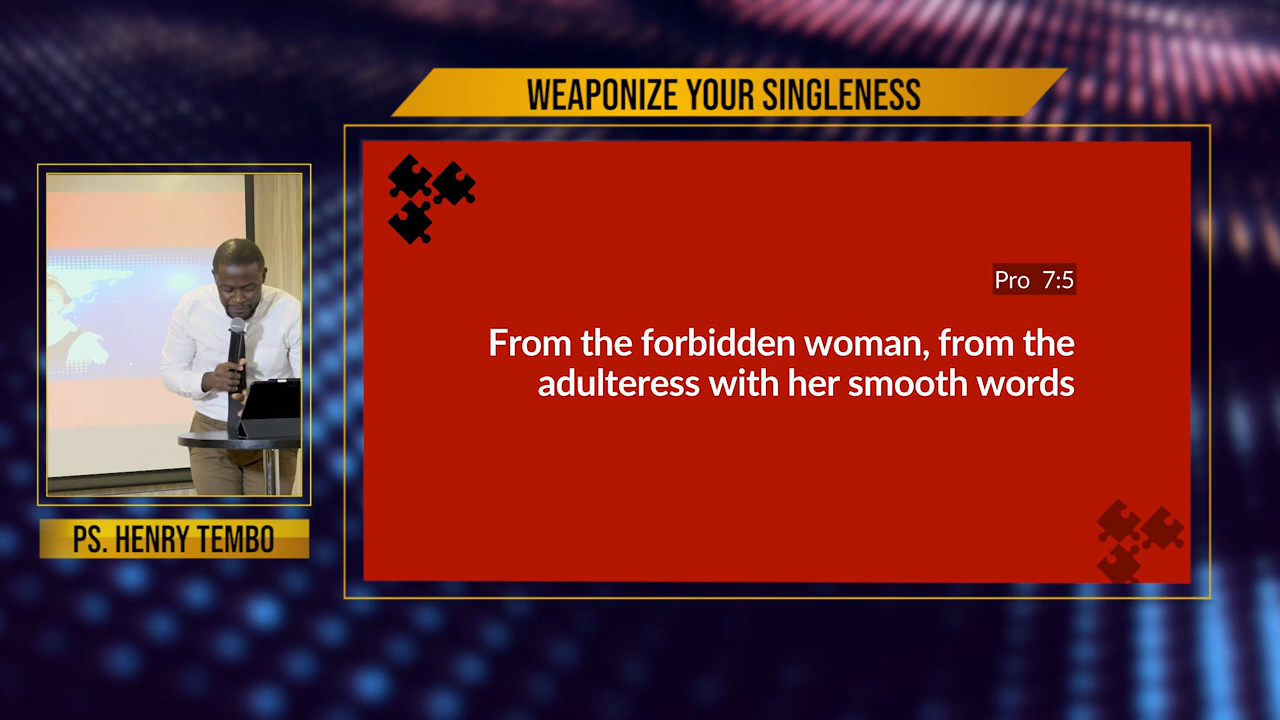 WEAPONIZE YOUR SINGLENESS
Pro 7:5
From the forbidden woman, from the
adulteress with her smooth words
PS. HENRY TEMBO